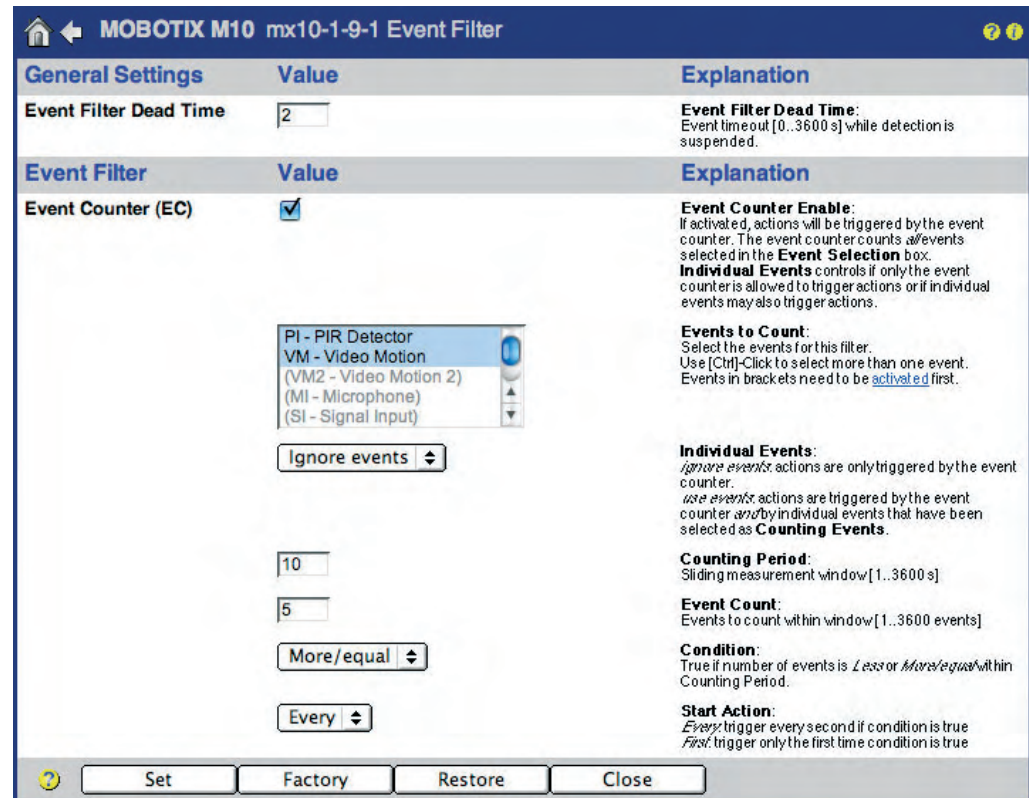 MOBOTIX M10 mx10-1-9-1 Event Filter
General Settings Value Explanation
Event Filter Dead Time 2 Event Filter Dead Time:
Event timeout [0..3600 s] while detection is
suspended.
Event Filter Value Explanation
Event Counter (EC) Event Counter Enable:
If activated, actions will be triggered by the event
counter. The event counter counts all events
selected in the Event Selection box.
Individual Events controls if only the event
counter is allowed to trigger actions or if individual
events may also trigger actions.
PI - PIR Detector
VM - Video Motion
(VM2 - Video Motion 2)
(MI - Microphone)
(SI - Signal Input)
Events to Count:
Select the events for this filter.
Use [Ctrl]-Click to select more than one event.
Events in brackets need to be activated first.
Ignore events
Individual Events:
ignore events: actions are only triggered by the event
counter.
use events: actions are triggered by the event
counter and by individual events that have been
selected as Counting Events.
10
Counting Period:
Sliding measurement window [1..3600 s]
5
Event Count:
Events to count within window [1..3600 events]
More/equal
Condition:
True if number of events is Less or More/equal within
Counting Period.
Every
Start Action:
Every: trigger every second if condition is true
First: trigger only the first time condition is true
Set Factory Restore Close